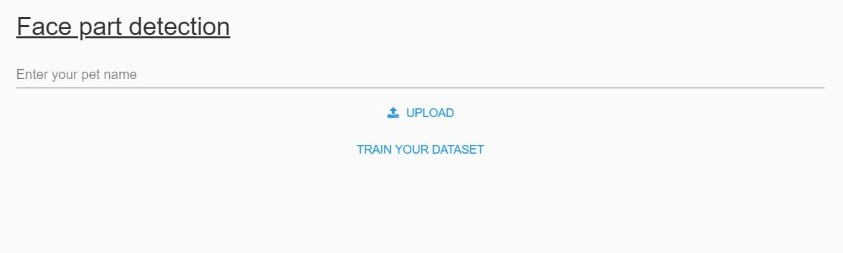 Face part detection
Enter your pet name
UPLOAD
TRAIN YOUR DATASET